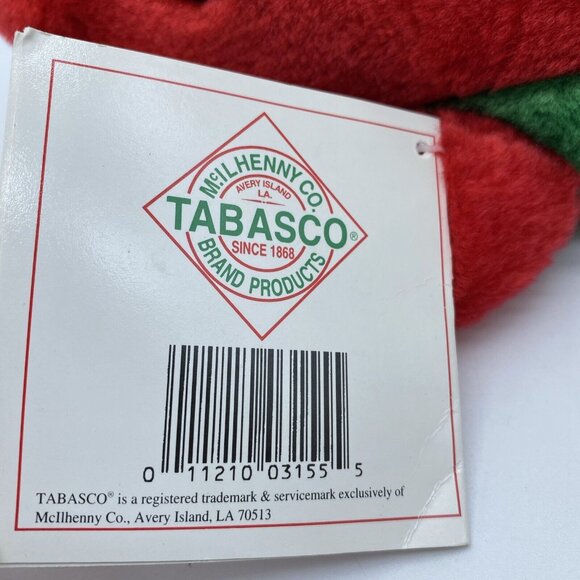 McILHENNY CO.
AVERY ISLAND
LA.
TABASCO®
SINCE 1868
BRAND PRODUCTS
0 11210 03155 5
TABASCO® is a registered trademark & servicemark exclusively of
McIlhenny Co., Avery Island, LA 70513